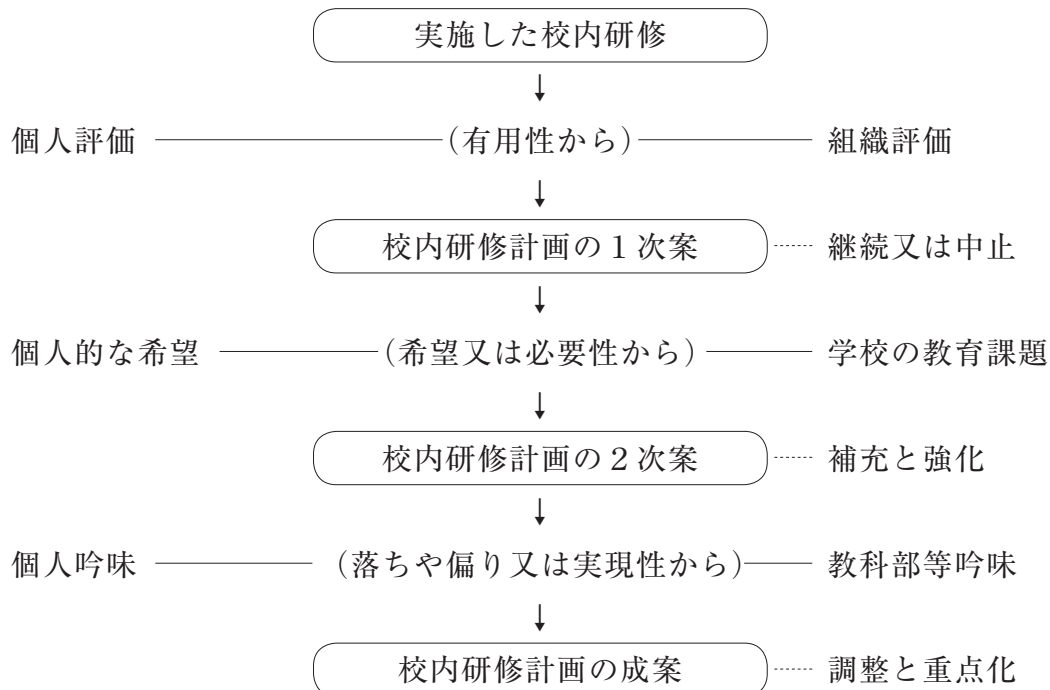 実施した校内研修
個人評価 (有用性から) 組織評価
校内研修計画の1次案 継続又は中止
個人的な希望 (希望又は必要性から) 学校の教育課題
校内研修計画の2次案 補充と強化
個人吟味 (落ちや偏り又は実現性から) 教科部等吟味
校内研修計画の成案 調整と重点化